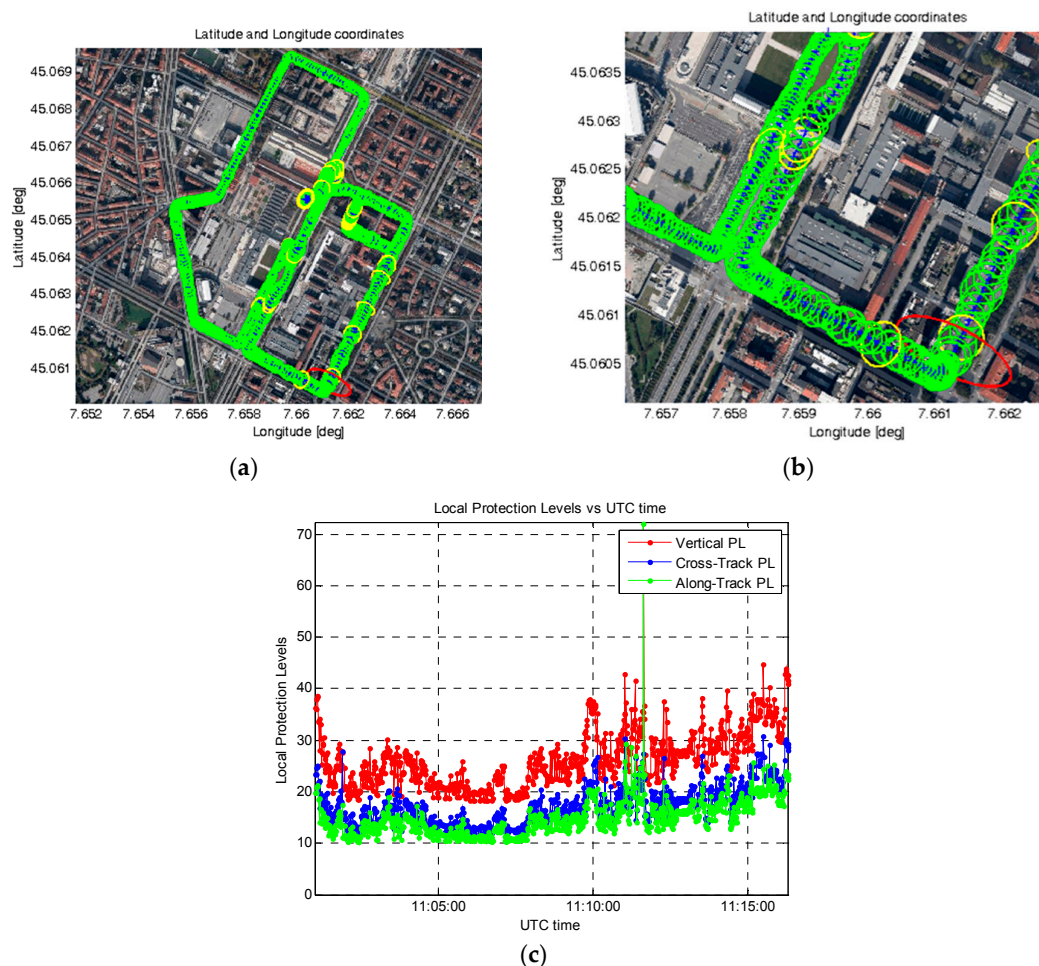 Latitude and Longitude coordinates
Latitude [deg]
45.069
45.068
45.067
45.066
45.065
45.064
45.063
45.062
45.061
7.652 7.654 7.656 7.658 7.66 7.662 7.664 7.666
Longitude [deg]
(a)
Latitude and Longitude coordinates
Latitude [deg]
45.0635
45.063
45.0625
45.062
45.0615
45.061
45.0605
7.657 7.658 7.659 7.66 7.661 7.662
Longitude [deg]
(b)
Local Protection Levels vs UTC time
Local Protection Levels
70
60
50
40
30
20
10
0
Vertical PL
Cross-Track PL
Along-Track PL
11:05:00 11:10:00 11:15:00
UTC time
(c)